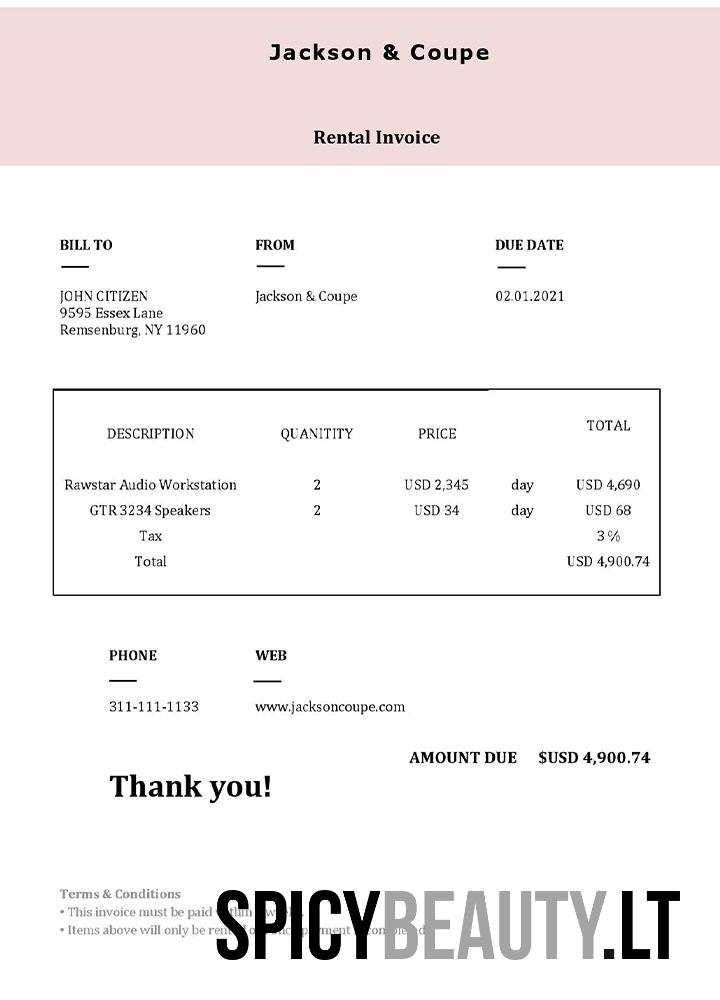 Jackson & Coupe
Rental Invoice
BILL TO
FROM
DUE DATE
JOHN CITIZEN
9595 Essex Lane
Remsenburg, NY 11960
Jackson & Coupe
02.01.2021
DESCRIPTION QUANITITY PRICE TOTAL
Rawstar Audio Workstation 2 USD 2,345 day USD 4,690
GTR 3234 Speakers 2 USD 34 day USD 68
Tax 3 %
Total USD 4,900.74
PHONE
WEB
311-111-1133
www.jacksoncoupe.com
AMOUNT DUE $USD 4,900.74
Thank you!
Terms & Conditions
• This invoice must be paid
• Items above will only be
SPICYBEAUTY.LT